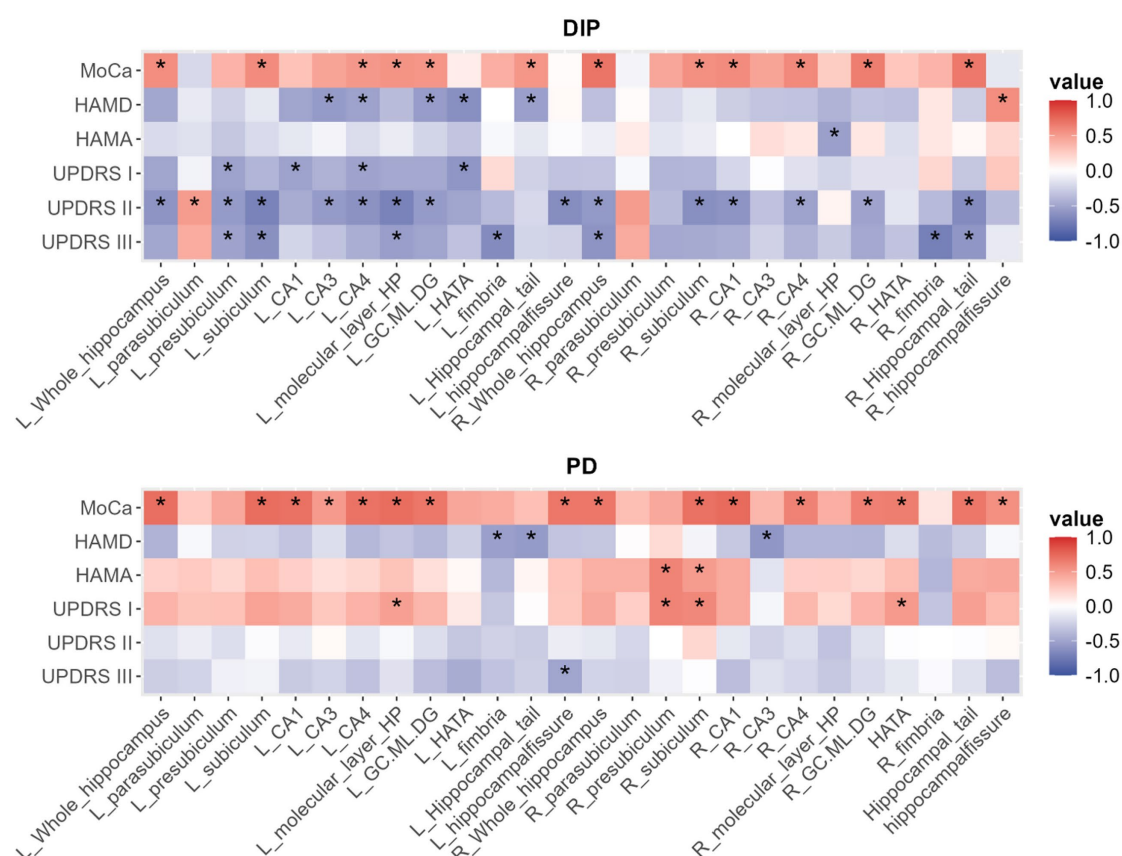 DIP
MoCa
HAMD
HAMA
UPDRS I
UPDRS II
UPDRS III
L_Whole_hippocampus
L_parasubiculum
L_presubiculum
L_subiculum
L_CA1
L_CA3
L_CA4
L_molecular_layer_HP
L_GC.ML.DG
L_HATA
L_fimbria
L_Hippocampal_tail
L_hippocampalfissure
R_Whole_hippocampus
R_parasubiculum
R_presubiculum
R_subiculum
R_CA1
R_CA3
R_CA4
R_molecular_layer_HP
R_GC.ML.DG
R_HATA
R_fimbria
R_Hippocampal_tail
R_hippocampalfissure
value
1.0
0.5
0.0
-0.5
-1.0
PD
MoCa
HAMD
HAMA
UPDRS I
UPDRS II
UPDRS III
L_Whole_hippocampus
L_parasubiculum
L_presubiculum
L_subiculum
L_CA1
L_CA3
L_CA4
L_molecular_layer_HP
L_GC.ML.DG
L_HATA
L_fimbria
L_Hippocampal_tail
L_hippocampalfissure
R_Whole_hippocampus
R_parasubiculum
R_presubiculum
R_subiculum
R_CA1
R_CA3
R_CA4
R_molecular_layer_HP
R_GC.ML.DG
HATA
R_fimbria
Hippocampal_tail
hippocampalfissure
value
1.0
0.5
0.0
-0.5
-1.0